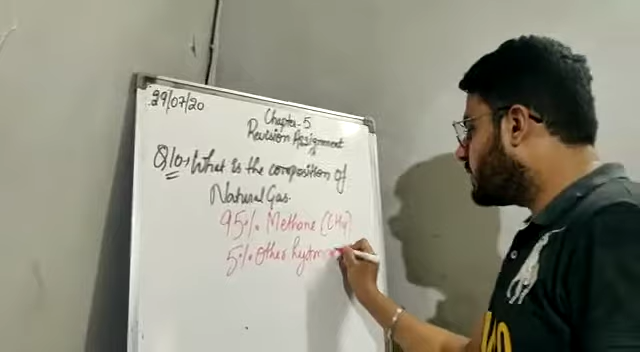 29/07/20
Chapter-5
Revision Assignment
Q10, What is the composition of
Natural Gas.
95% Methane (CH4)
5% Other